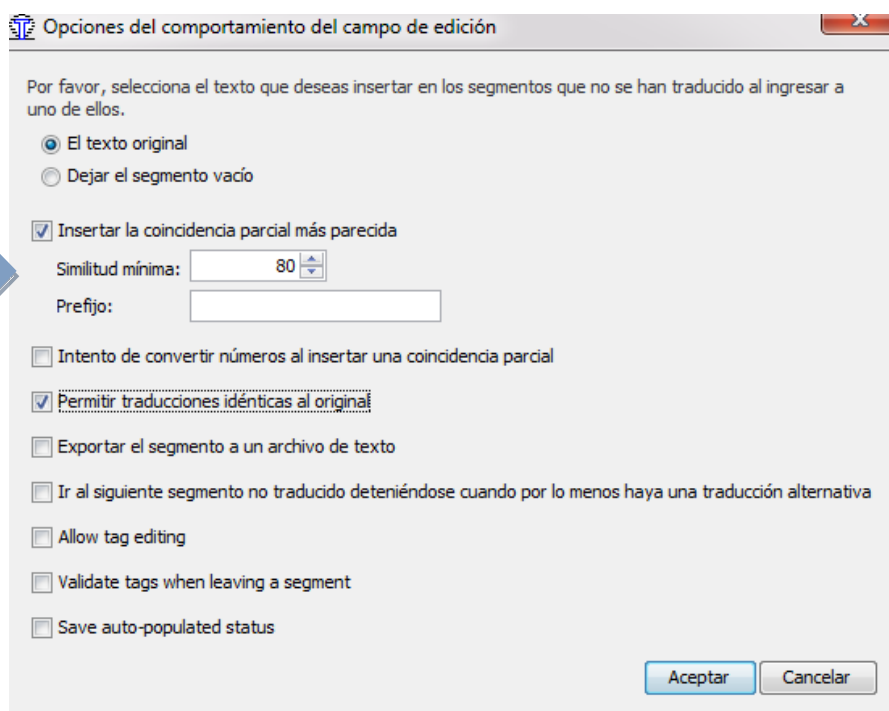 Opciones del comportamiento del campo de edición
Por favor, selecciona el texto que deseas insertar en los segmentos que no se han traducido al ingresar a
uno de ellos.
El texto original
Dejar el segmento vacío
Insertar la coincidencia parcial más parecida
Similitud mínima: 80
Prefijo:
Intento de convertir números al insertar una coincidencia parcial
Permitir traducciones idénticas al original
Exportar el segmento a un archivo de texto
Ir al siguiente segmento no traducido deteniéndose cuando por lo menos haya una traducción alternativa
Allow tag editing
Validate tags when leaving a segment
Save auto-populated status
Aceptar Cancelar